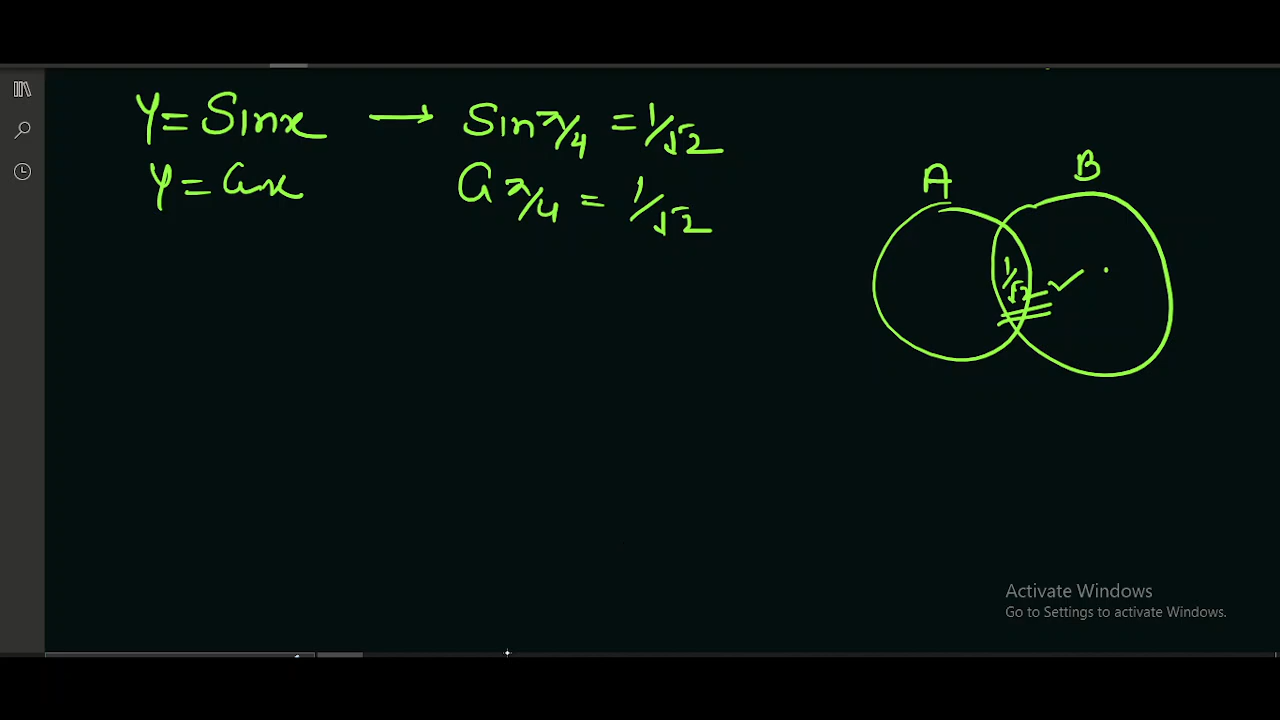 Y = Sinx → Sin π/4 = 1/√2
Y = Cosx Cos π/4 = 1/√2
A B
1/√2 ✓
Activate Windows
Go to Settings to activate Windows.